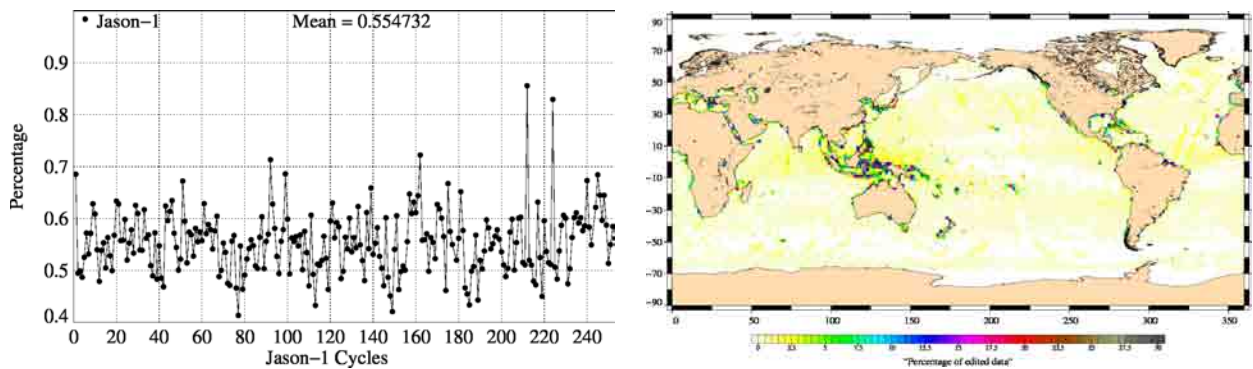 Jason−1
Mean = 0.554732
0.9
0.8
0.7
0.6
0.5
0.4
Percentage
0 20 40 60 80 100 120 140 160 180 200 220 240
Jason−1 Cycles
90
70
50
30
10
−10
−30
−50
−70
−90
0 50 100 150 200 250 300 350
"Percentage of edited data"